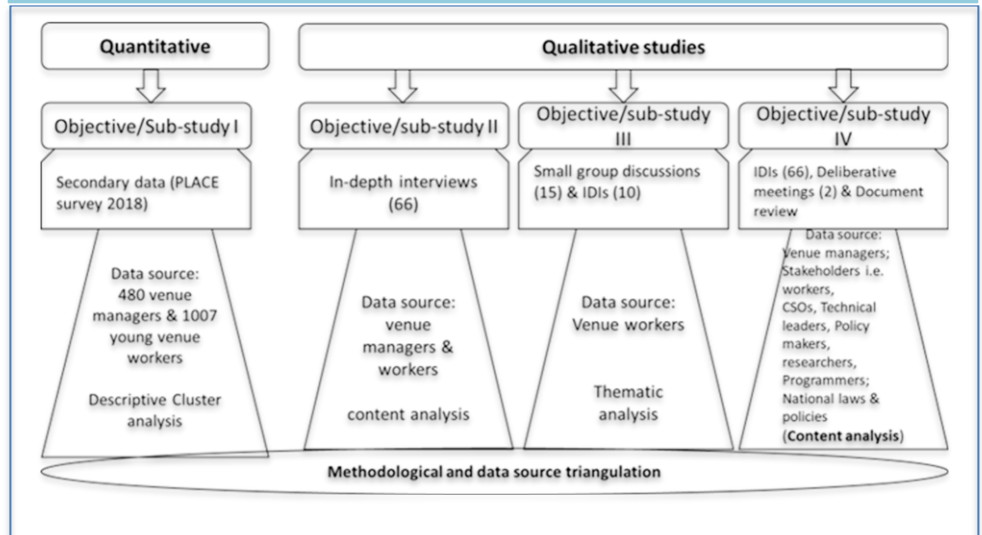 Quantitative
Qualitative studies
Objective/Sub-study I
Objective/sub-study II
Objective/sub-study
III
Objective/sub-study
IV
Secondary data (PLACE
survey 2018)
In-depth interviews
(66)
Small group discussions
(15) & IDIs (10)
IDIs (66), Deliberative
meetings (2) & Document
review
Data source:
480 venue
managers & 1007
young venue
workers
Descriptive Cluster
analysis
Data source:
venue
managers &
workers
content analysis
Data source:
Venue workers
Thematic
analysis
Data source:
Venue managers;
Stakeholders i.e.
workers,
CSOs, Technical
leaders, Policy
makers,
researchers,
Programmers;
National laws &
policies
(Content analysis)
Methodological and data source triangulation